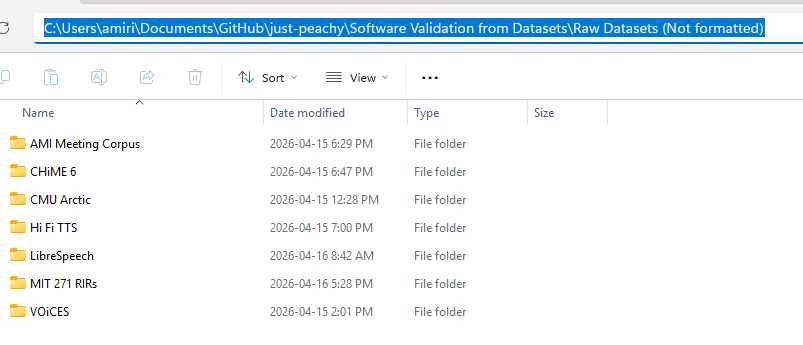 C:\Users\amiri\Documents\GitHub\just-peachy\Software Validation from Datasets\Raw Datasets (Not formatted)
Sort View ...
Name Date modified Type Size
AMI Meeting Corpus 2026-04-15 6:29 PM File folder
CHiME 6 2026-04-15 6:47 PM File folder
CMU Arctic 2026-04-15 12:28 PM File folder
Hi Fi TTS 2026-04-15 7:00 PM File folder
LibreSpeech 2026-04-16 8:42 AM File folder
MIT 271 RIRs 2026-04-16 5:28 PM File folder
VOiCES 2026-04-15 2:01 PM File folder